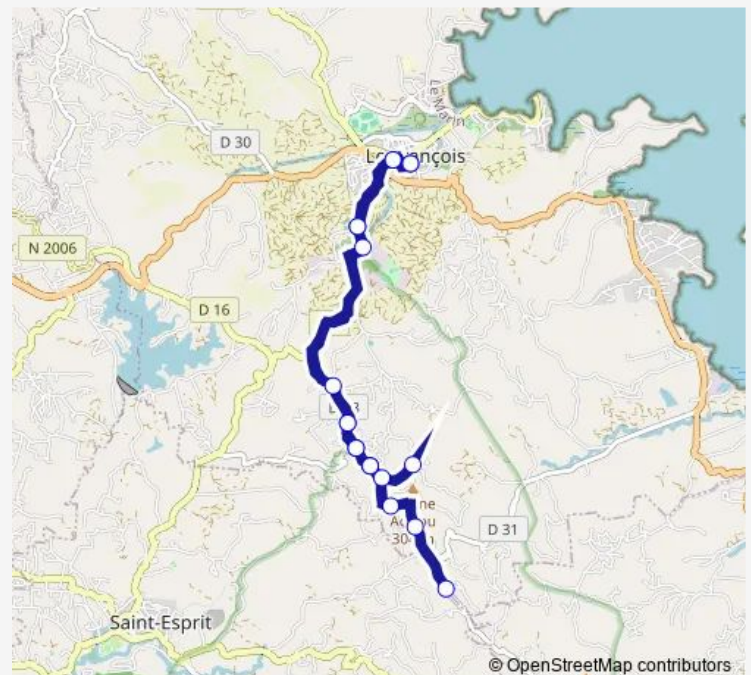 Le Marin
D 30
N 2006
D 16
D 31
Saint-Esprit
© OpenStreetMap contributors